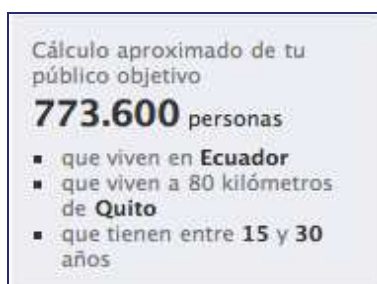 Cálculo aproximado de tu
público objetivo
773.600 personas
que viven en Ecuador
que viven a 80 kilómetros
de Quito
que tienen entre 15 y 30
años